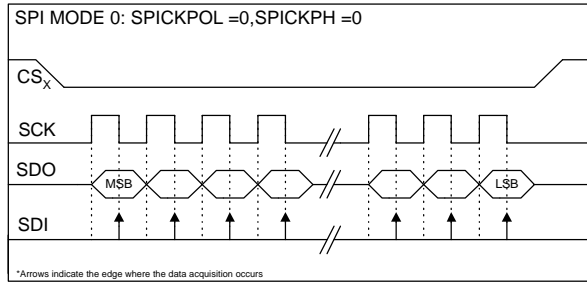 SPI MODE 0: SPICKPOL =0,SPICKPH =0
CSX
SCK
SDO
MSB
LSB
SDI
*Arrows indicate the edge where the data acquisition occurs